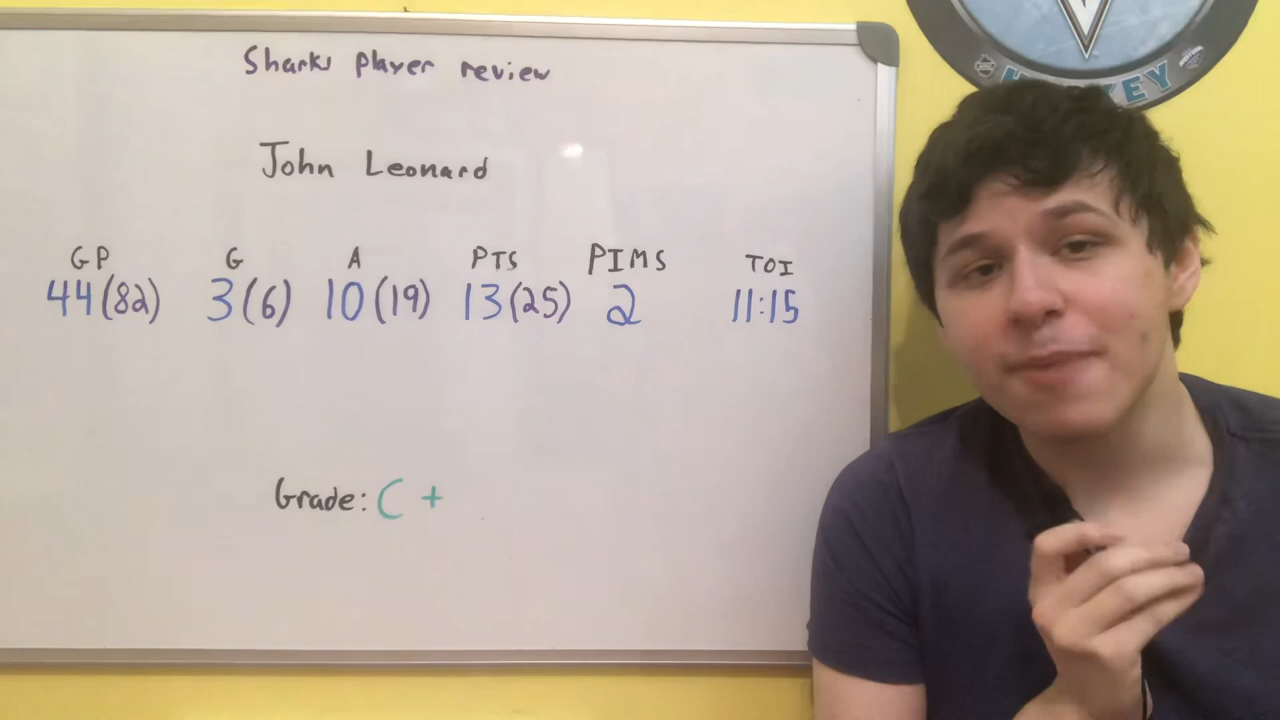 Sharks player review
John Leonard
GP G A PTS PIMS TOI
44(82) 3(6) 10(19) 13(25) 2 11:15
Grade: C +